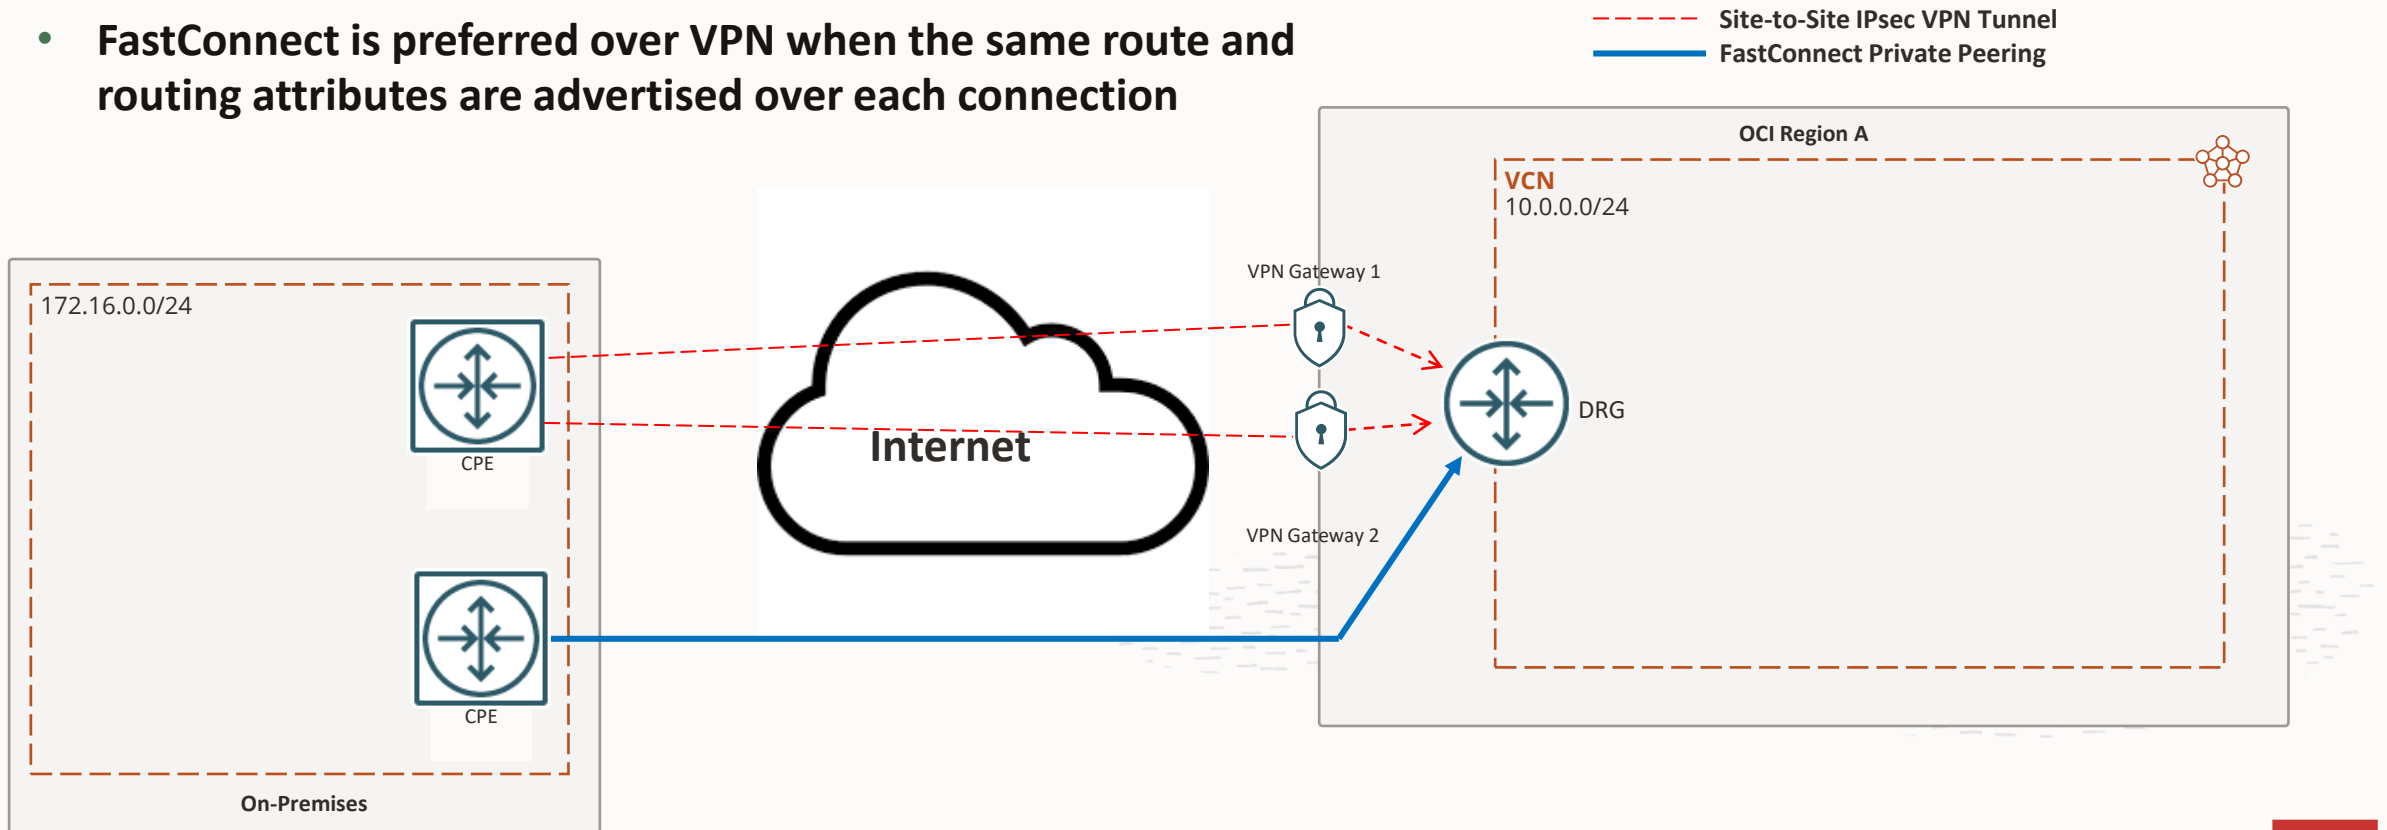 • FastConnect is preferred over VPN when the same route and
routing attributes are advertised over each connection
Site-to-Site IPsec VPN Tunnel
FastConnect Private Peering
OCI Region A
VCN
10.0.0.0/24
VPN Gateway 1
172.16.0.0/24
DRG
Internet
CPE
VPN Gateway 2
CPE
On-Premises